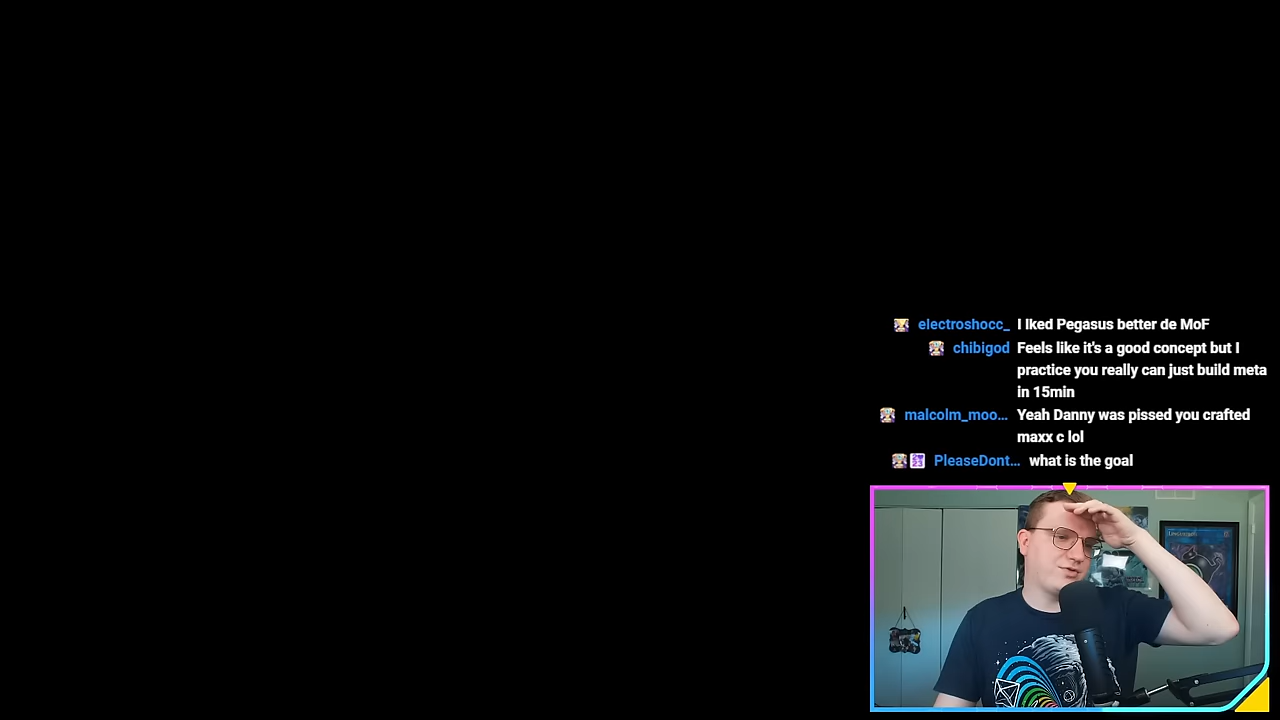 electroshocc_ I lked Pegasus better de MoF
chibigod Feels like it's a good concept but I
practice you really can just build meta
in 15min
malcolm_moo... Yeah Danny was pissed you crafted
maxx c lol
PleaseDont... what is the goal